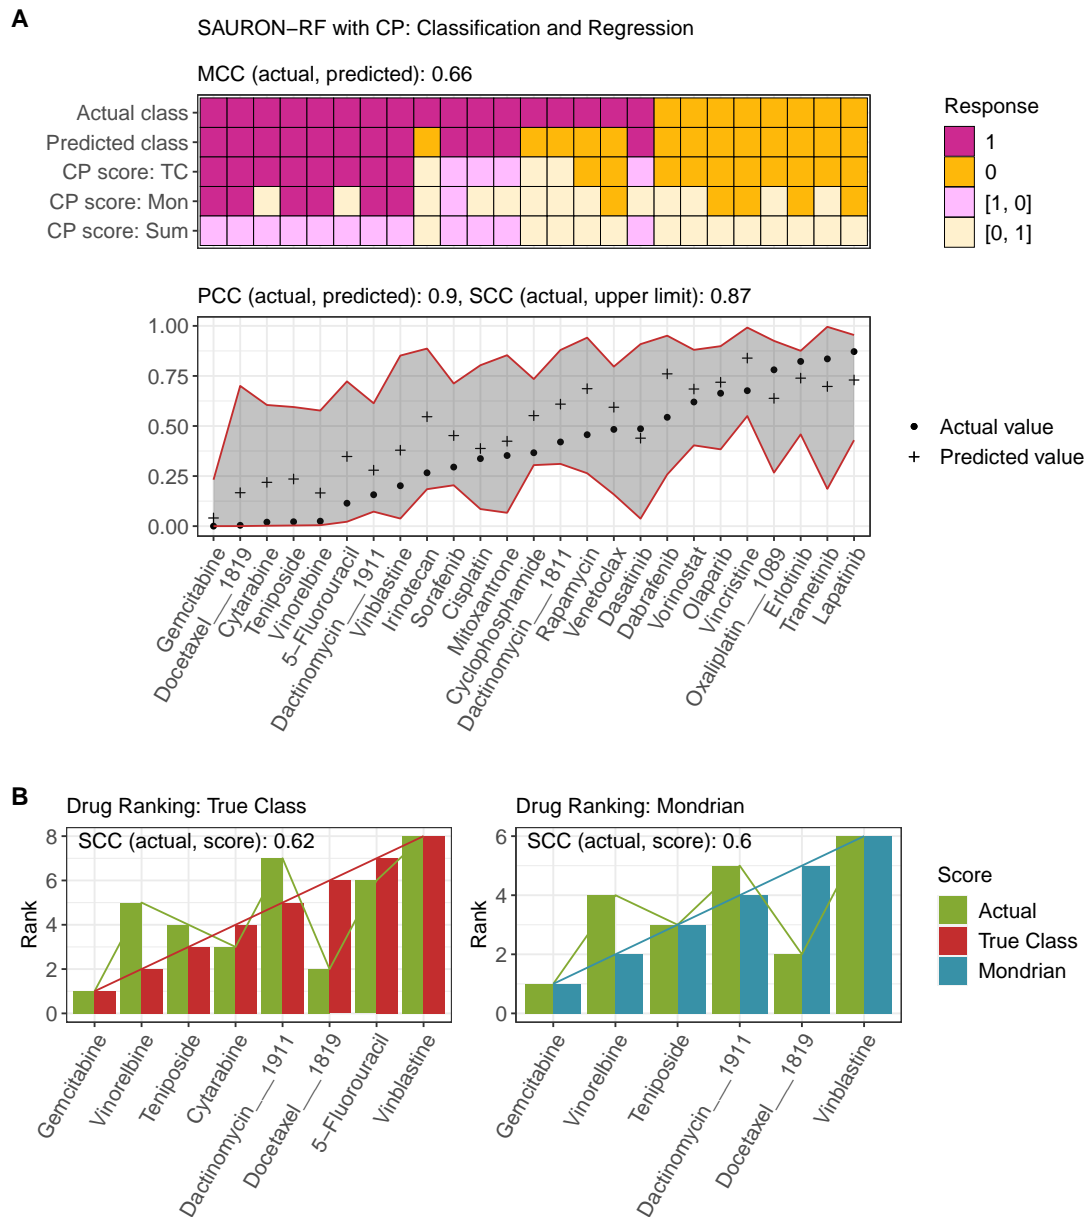 A
SAURON−RF with CP: Classification and Regression
MCC (actual, predicted): 0.66
Actual class
Predicted class
CP score: TC
CP score: Mon
CP score: Sum
Response
1
0
[1, 0]
[0, 1]
PCC (actual, predicted): 0.9, SCC (actual, upper limit): 0.87
1.00
0.75
0.50
0.25
0.00
Actual value
Predicted value
Gemcitabine
Docetaxel___1819
Cytarabine
Teniposide
Vinorelbine
5−Fluorouracil
Dactinomycin___1911
Vinblastine
Irinotecan
Sorafenib
Cisplatin
Mitoxantrone
Cyclophosphamide
Dactinomycin___1811
Rapamycin
Venetoclax
Dasatinib
Dabrafenib
Vorinostat
Olaparib
Vincristine
Oxaliplatin___1089
Erlotinib
Trametinib
Lapatinib
B
Drug Ranking: True Class
SCC (actual, score): 0.62
Rank
8
6
4
2
0
Gemcitabine
Vinorelbine
Teniposide
Cytarabine
Dactinomycin___1911
Docetaxel___1819
5−Fluorouracil
Vinblastine
Drug Ranking: Mondrian
SCC (actual, score): 0.6
Rank
6
4
2
0
Gemcitabine
Vinorelbine
Teniposide
Dactinomycin___1911
Docetaxel___1819
Vinblastine
Score
Actual
True Class
Mondrian